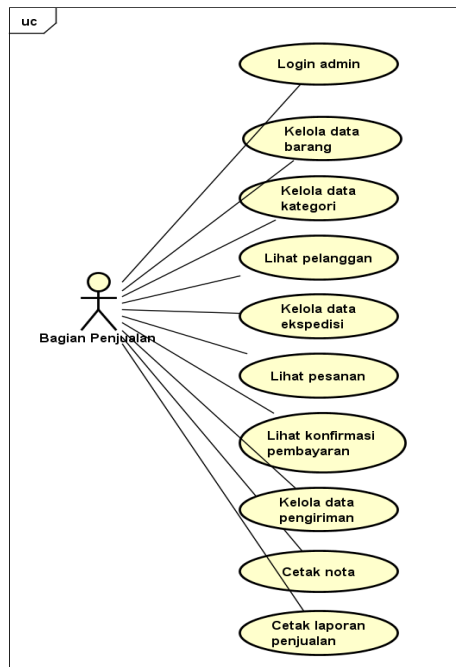 uc
Login admin
Kelola data
barang
Kelola data
kategori
Lihat pelanggan
Kelola data
ekspedisi
Bagian Penjualan
Lihat pesanan
Lihat konfirmasi
pembayaran
Kelola data
pengiriman
Cetak nota
Cetak laporan
penjualan